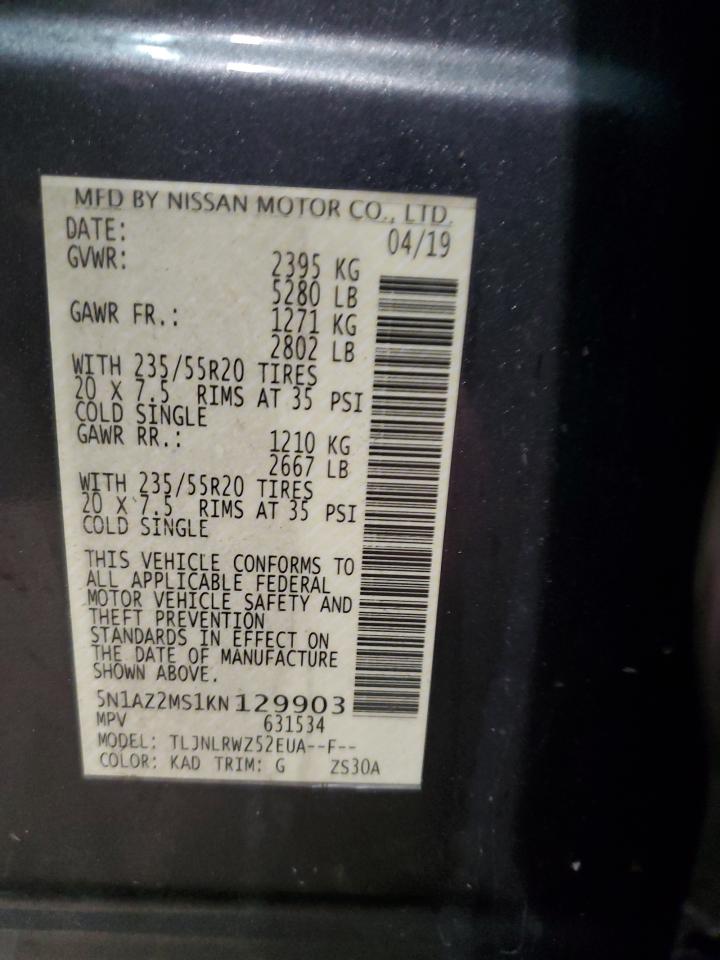 MFD BY NISSAN MOTOR CO., LTD.
DATE: 04/19
GVWR: 2395 KG
5280 LB
GAWR FR.: 1271 KG
2802 LB
WITH 235/55R20 TIRES
20 X 7.5 RIMS AT 35 PSI
COLD SINGLE
GAWR RR.: 1210 KG
2667 LB
WITH 235/55R20 TIRES
20 X 7.5 RIMS AT 35 PSI
COLD SINGLE
THIS VEHICLE CONFORMS TO
ALL APPLICABLE FEDERAL
MOTOR VEHICLE SAFETY AND
THEFT PREVENTION
STANDARDS IN EFFECT ON
THE DATE OF MANUFACTURE
SHOWN ABOVE.
5N1AZ2MS1KN129903
MPV 631534
MODEL: TLJNLRWZ52EUA--F--
COLOR: KAD TRIM: G ZS30A